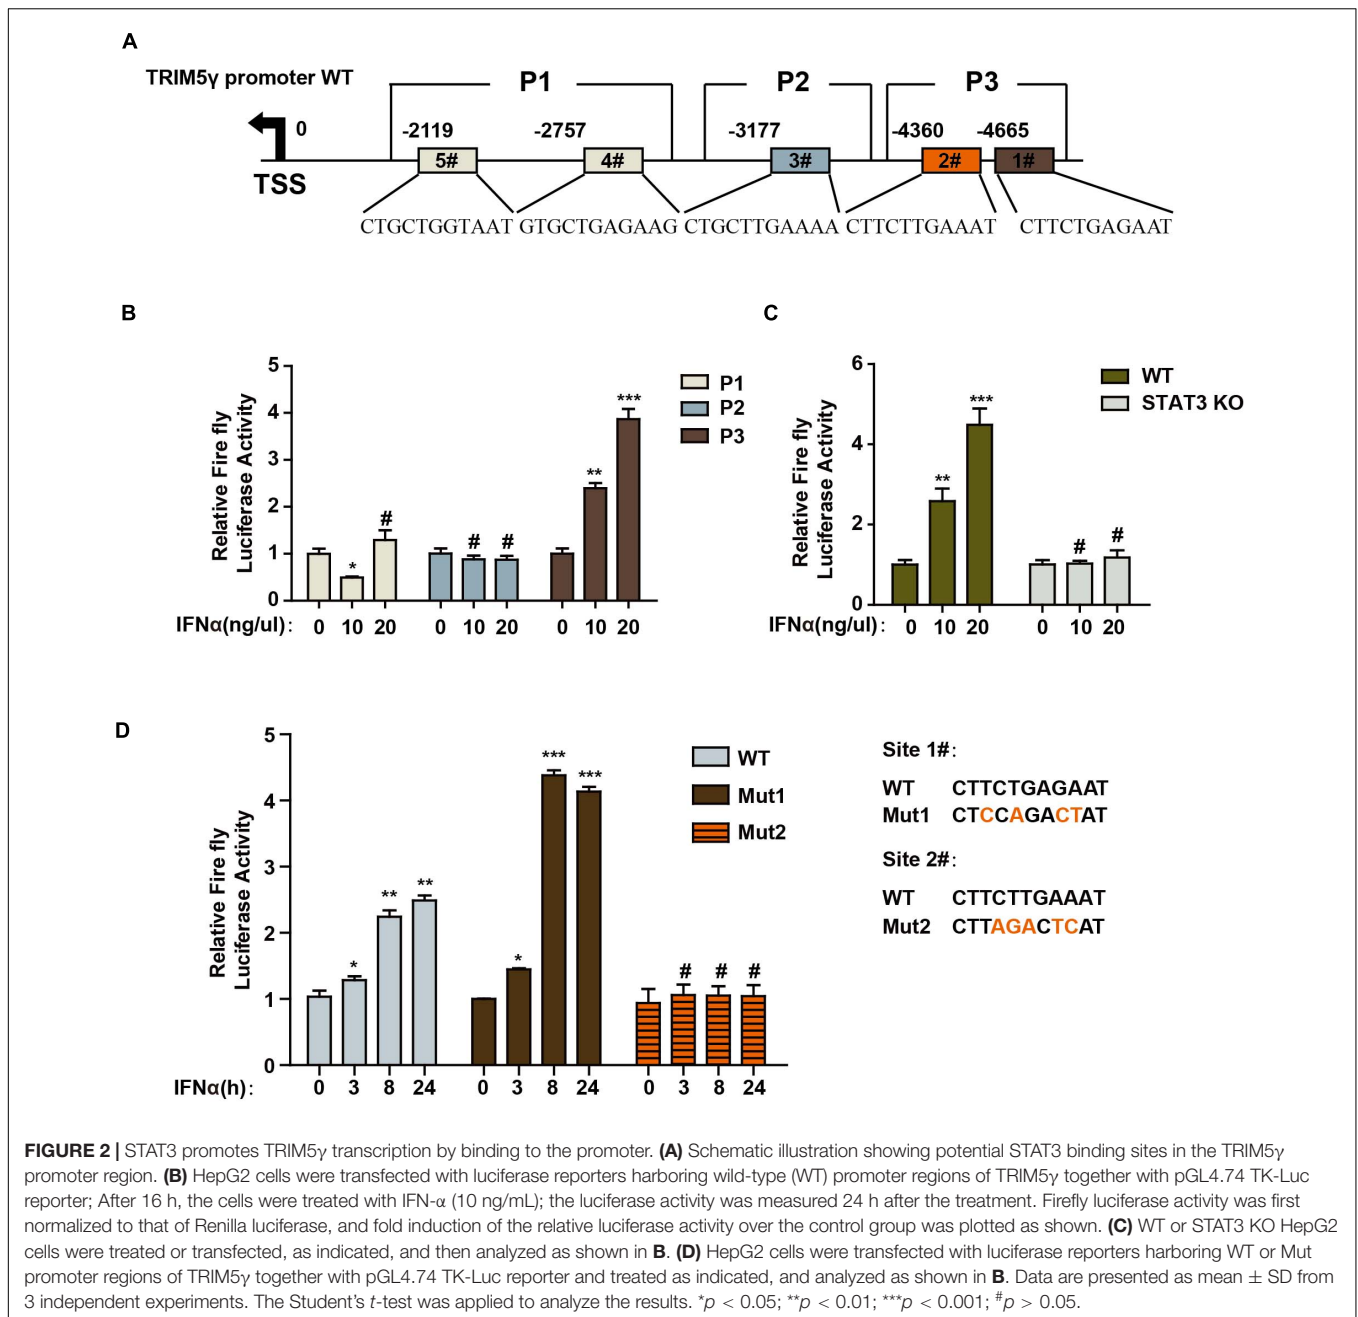 A
TRIM5γ promoter WT
P1
P2
P3
0
-2119
-2757
-3177
-4360
-4665
5#
4#
3#
2#
1#
TSS
CTGCTGGTAAT GTGCTGAGAAG CTGCTTGAAAA CTTCTTGAAAT CTTCTGAGAAT
B
Relative Fire fly
Luciferase Activity
5
4
3
2
1
0
*
#
#
#
**
***
P1
P2
P3
IFNα(ng/ul): 0 10 20 0 10 20 0 10 20
C
Relative Fire fly
Luciferase Activity
6
4
2
0
**
***
#
#
WT
STAT3 KO
IFNα(ng/ul): 0 10 20 0 10 20
D
Relative Fire fly
Luciferase Activity
5
4
3
2
1
0
*
**
**
*
***
***
#
#
#
WT
Mut1
Mut2
IFNα(h): 0 3 8 24 0 3 8 24 0 3 8 24
Site 1#:
WT CTTCTGAGAAT
Mut1 CTCCAGACTAT
Site 2#:
WT CTTCTTGAAAT
Mut2 CTTAGACTCAT
FIGURE 2 | STAT3 promotes TRIM5γ transcription by binding to the promoter. (A) Schematic illustration showing potential STAT3 binding sites in the TRIM5γ
promoter region. (B) HepG2 cells were transfected with luciferase reporters harboring wild-type (WT) promoter regions of TRIM5γ together with pGL4.74 TK-Luc
reporter; After 16 h, the cells were treated with IFN-α (10 ng/mL); the luciferase activity was measured 24 h after the treatment. Firefly luciferase activity was first
normalized to that of Renilla luciferase, and fold induction of the relative luciferase activity over the control group was plotted as shown. (C) WT or STAT3 KO HepG2
cells were treated or transfected, as indicated, and then analyzed as shown in B. (D) HepG2 cells were transfected with luciferase reporters harboring WT or Mut
promoter regions of TRIM5γ together with pGL4.74 TK-Luc reporter and treated as indicated, and analyzed as shown in B. Data are presented as mean ± SD from
3 independent experiments. The Student's t-test was applied to analyze the results. *p < 0.05; **p < 0.01; ***p < 0.001; #p > 0.05.